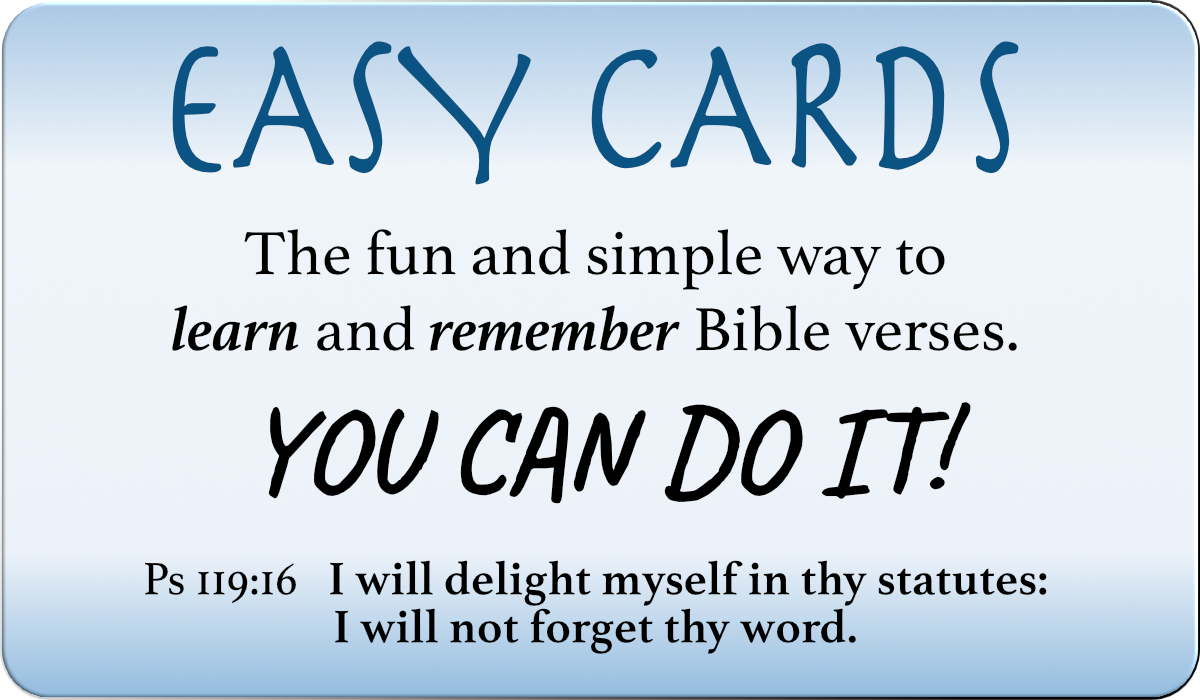 EASY CARDS
The fun and simple way to
learn and remember Bible verses.
YOU CAN DO IT!
Ps 119:16 I will delight myself in thy statutes:
I will not forget thy word.